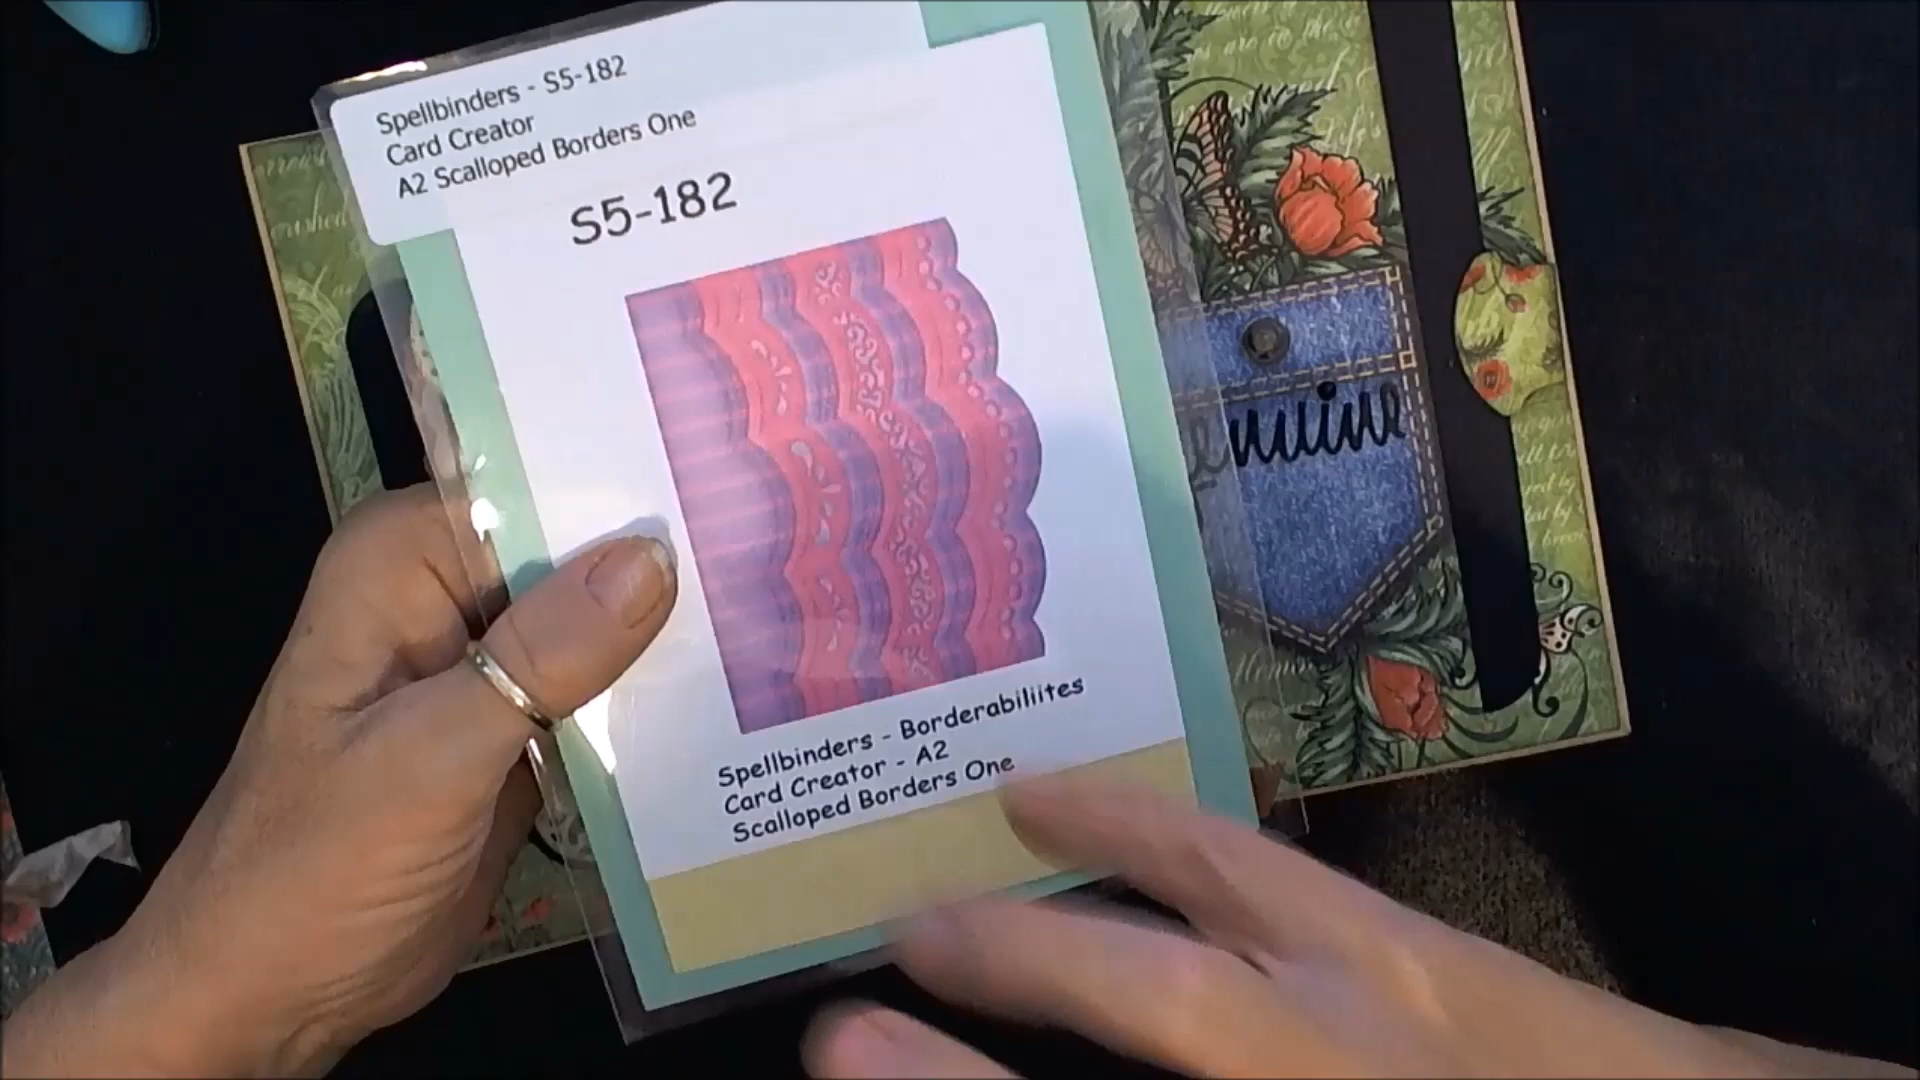 Spellbinders - S5-182
Card Creator
A2 Scalloped Borders One
S5-182
Spellbinders - Borderabiliites
Card Creator - A2
Scalloped Borders One
enuine